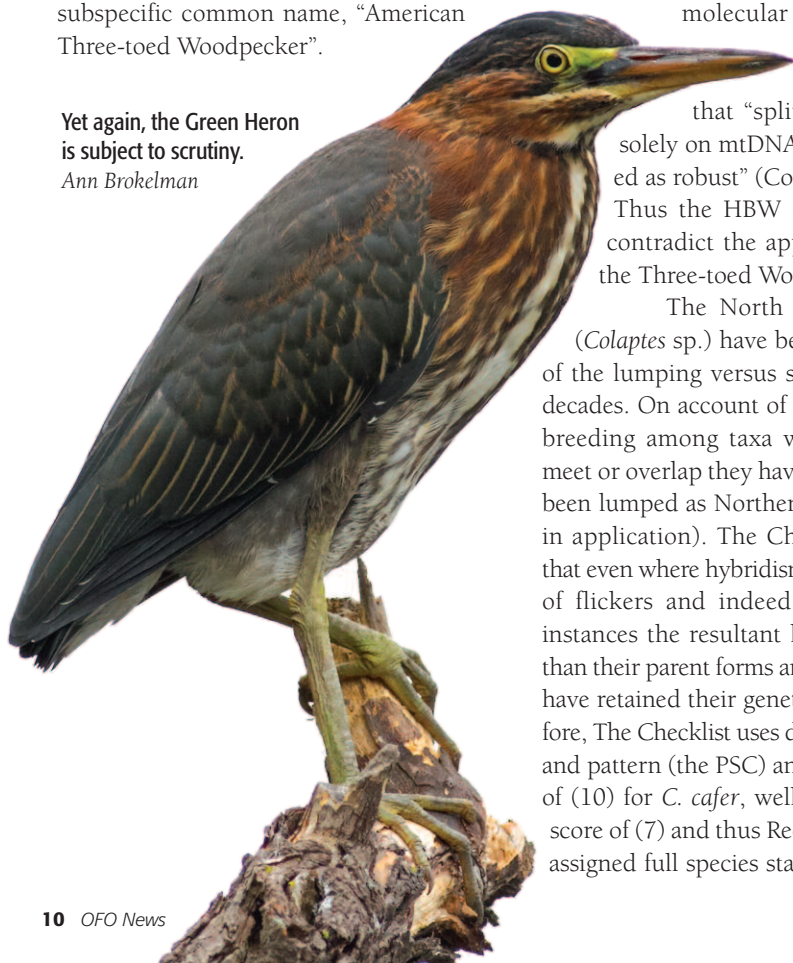 subspecific common name, “American
Three-toed Woodpecker”.
Yet again, the Green Heron
is subject to scrutiny.
Ann Brokelman
molecular
that “spli
solely on mtDNA
ed as robust” (Co
Thus the HBW
contradict the ap
the Three-toed Wo
The North
(Colaptes sp.) have be
of the lumping versus s
decades. On account of
breeding among taxa w
meet or overlap they hav
been lumped as Norther
in application). The Ch
that even where hybridism
of flickers and indeed
instances the resultant
than their parent forms a
have retained their genet
fore, The Checklist uses d
and pattern (the PSC) an
of (10) for C. cafer, well
score of (7) and thus Re
assigned full species sta
10 OFO News